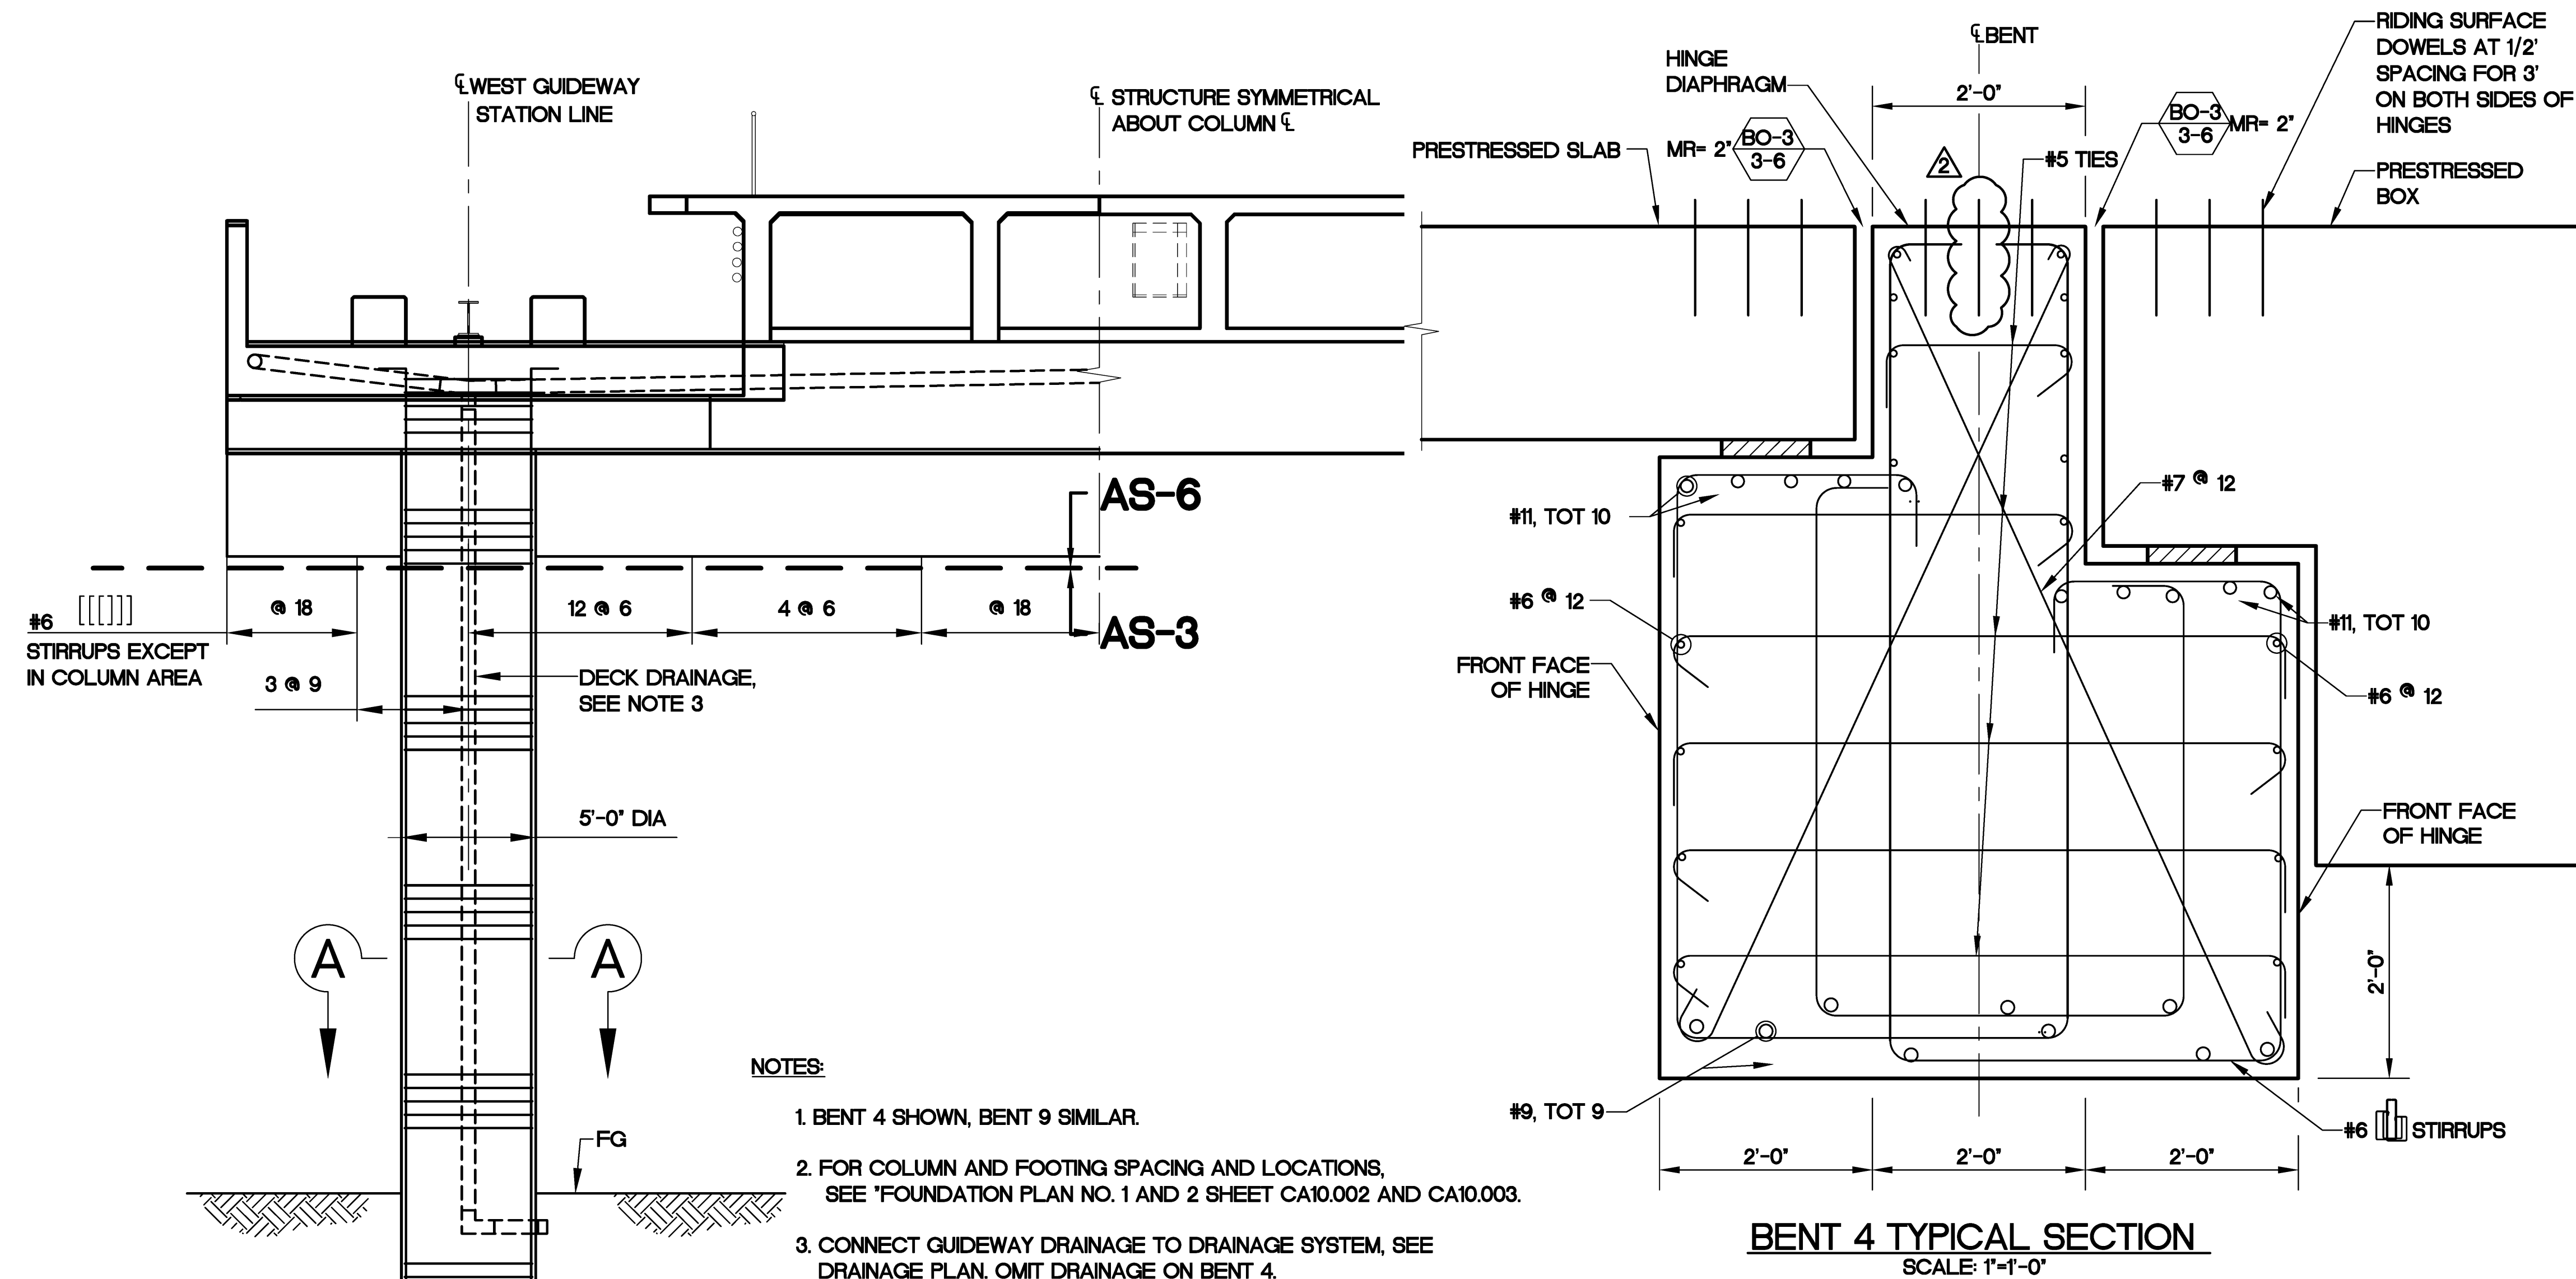 ℄ WEST GUIDEWAY
STATION LINE
℄ STRUCTURE SYMMETRICAL
ABOUT COLUMN ℄
AS-6
AS-3
#6
STIRRUPS EXCEPT
IN COLUMN AREA
@ 18
12 @ 6
4 @ 6
@ 18
3 @ 9
DECK DRAINAGE,
SEE NOTE 3
5'-0" DIA
A
A
FG
NOTES:
1. BENT 4 SHOWN, BENT 9 SIMILAR.
2. FOR COLUMN AND FOOTING SPACING AND LOCATIONS,
SEE "FOUNDATION PLAN NO. 1 AND 2 SHEET CA10.002 AND CA10.003.
3. CONNECT GUIDEWAY DRAINAGE TO DRAINAGE SYSTEM, SEE
DRAINAGE PLAN. OMIT DRAINAGE ON BENT 4.
℄ BENT
HINGE
DIAPHRAGM
2'-0"
RIDING SURFACE
DOWELS AT 1/2'
SPACING FOR 3'
ON BOTH SIDES OF
HINGES
PRESTRESSED SLAB
MR= 2"
BO-3
3-6
2
#5 TIES
BO-3
3-6
MR= 2"
PRESTRESSED
BOX
#7 @ 12
#11, TOT 10
#6 @ 12
FRONT FACE
OF HINGE
#11, TOT 10
#6 @ 12
FRONT FACE
OF HINGE
2'-0"
#9, TOT 9
#6 STIRRUPS
2'-0"
2'-0"
2'-0"
BENT 4 TYPICAL SECTION
SCALE: 1"=1'-0"